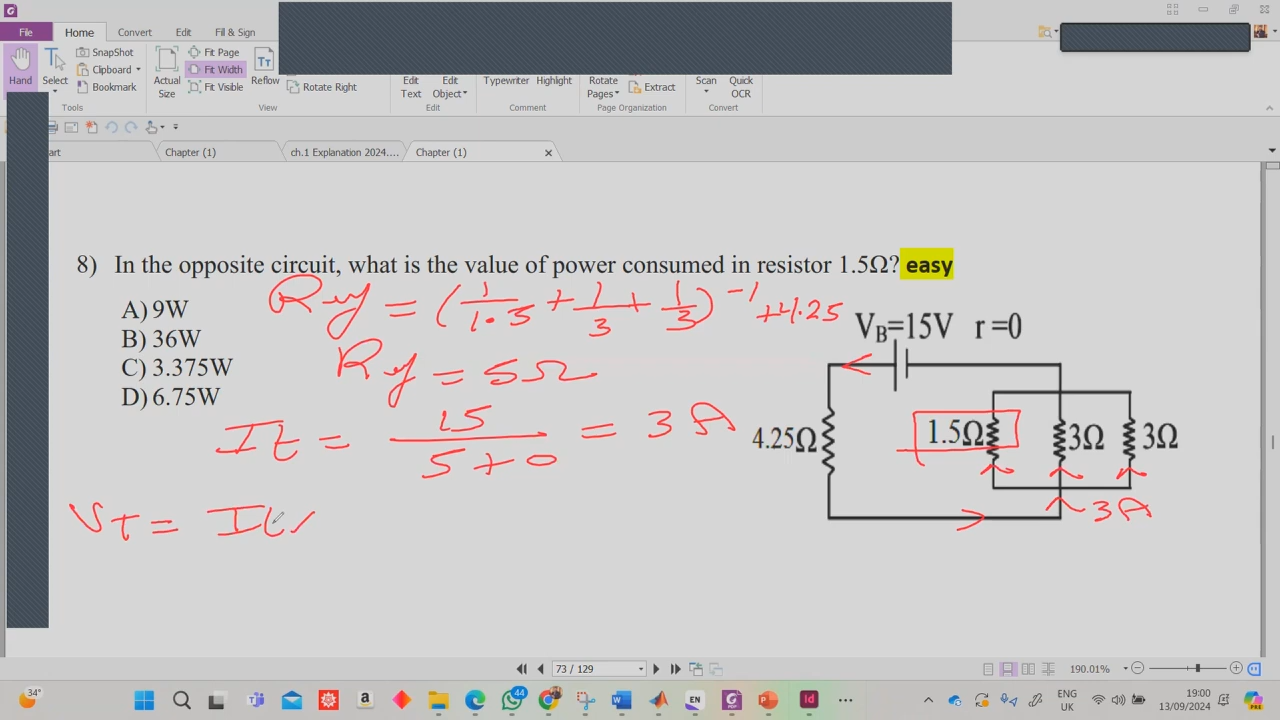 File Home Convert Edit Fill & Sign
Hand
Select
SnapShot
Clipboard
Bookmark
Tools
Actual Size
Fit Page
Fit Width
Fit Visible
Reflow
Rotate Right
View
Edit Text
Edit Object
Edit
Typewriter Highlight
Comment
Rotate Pages
Extract
Page Organization
Scan
Quick OCR
Convert
art Chapter (1) ch.1 Explanation 2024.... Chapter (1)
8) In the opposite circuit, what is the value of power consumed in resistor 1.5Ω? easy
A) 9W
B) 36W
C) 3.375W
D) 6.75W
Req = (1/1.5 + 1/3 + 1/3)^-1 + 4.25
Req = 5Ω
It = 15/(5+0) = 3A
VT = It
VB=15V r=0
4.25Ω
1.5Ω
3Ω
3Ω
3A
73 / 129
190.01%
34°
44
EN
ENG
UK
19:00
13/09/2024